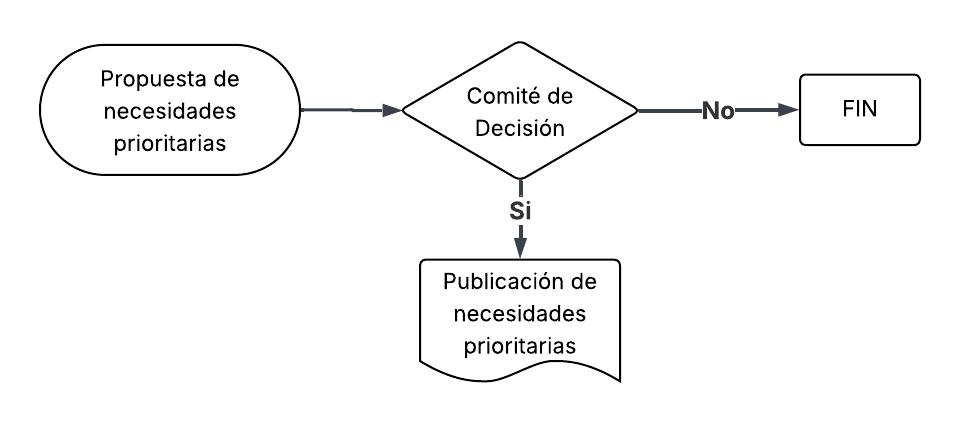 Propuesta de
necesidades
prioritarias
Comité de
Decisión
No
FIN
Si
Publicación de
necesidades
prioritarias